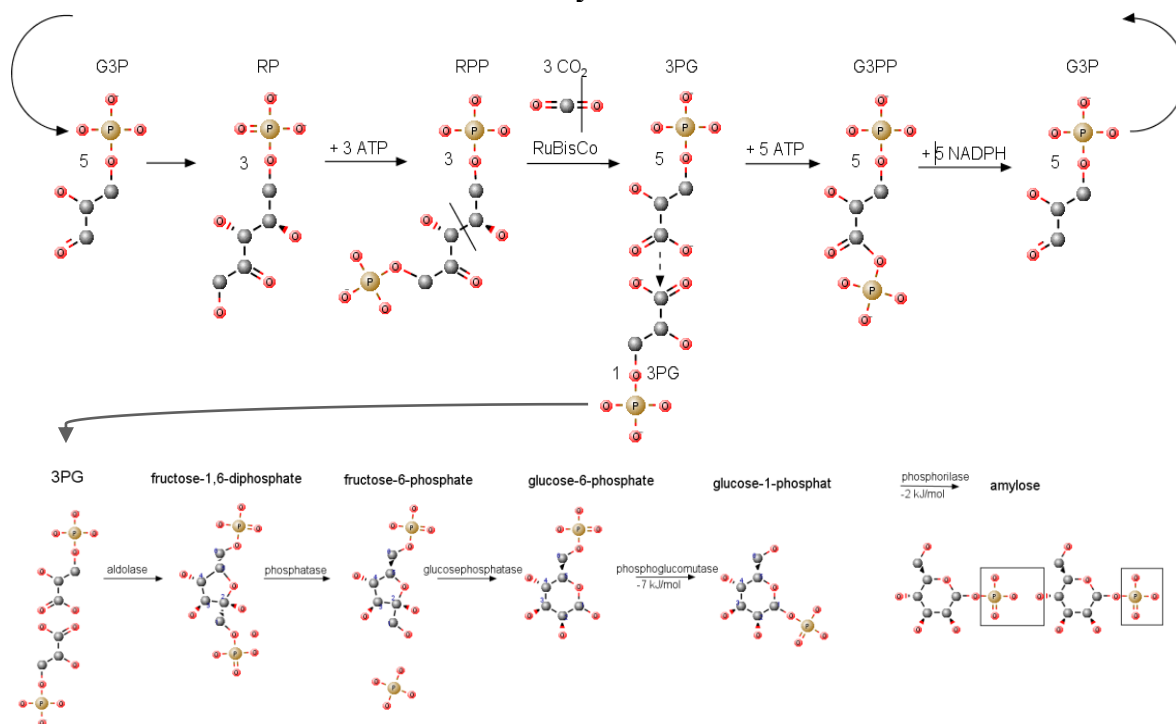 G3P RP RPP 3 CO2 3PG G3PP G3P
5 3 + 3 ATP 3 RuBisCo 5 + 5 ATP 5 + 5 NADPH 5
1 3PG
3PG fructose-1,6-diphosphate fructose-6-phosphate glucose-6-phosphate glucose-1-phosphat phosphorilase amylose
-2 kJ/mol
aldolase phosphatase glucosephosphatase phosphoglucomutase
-7 kJ/mol